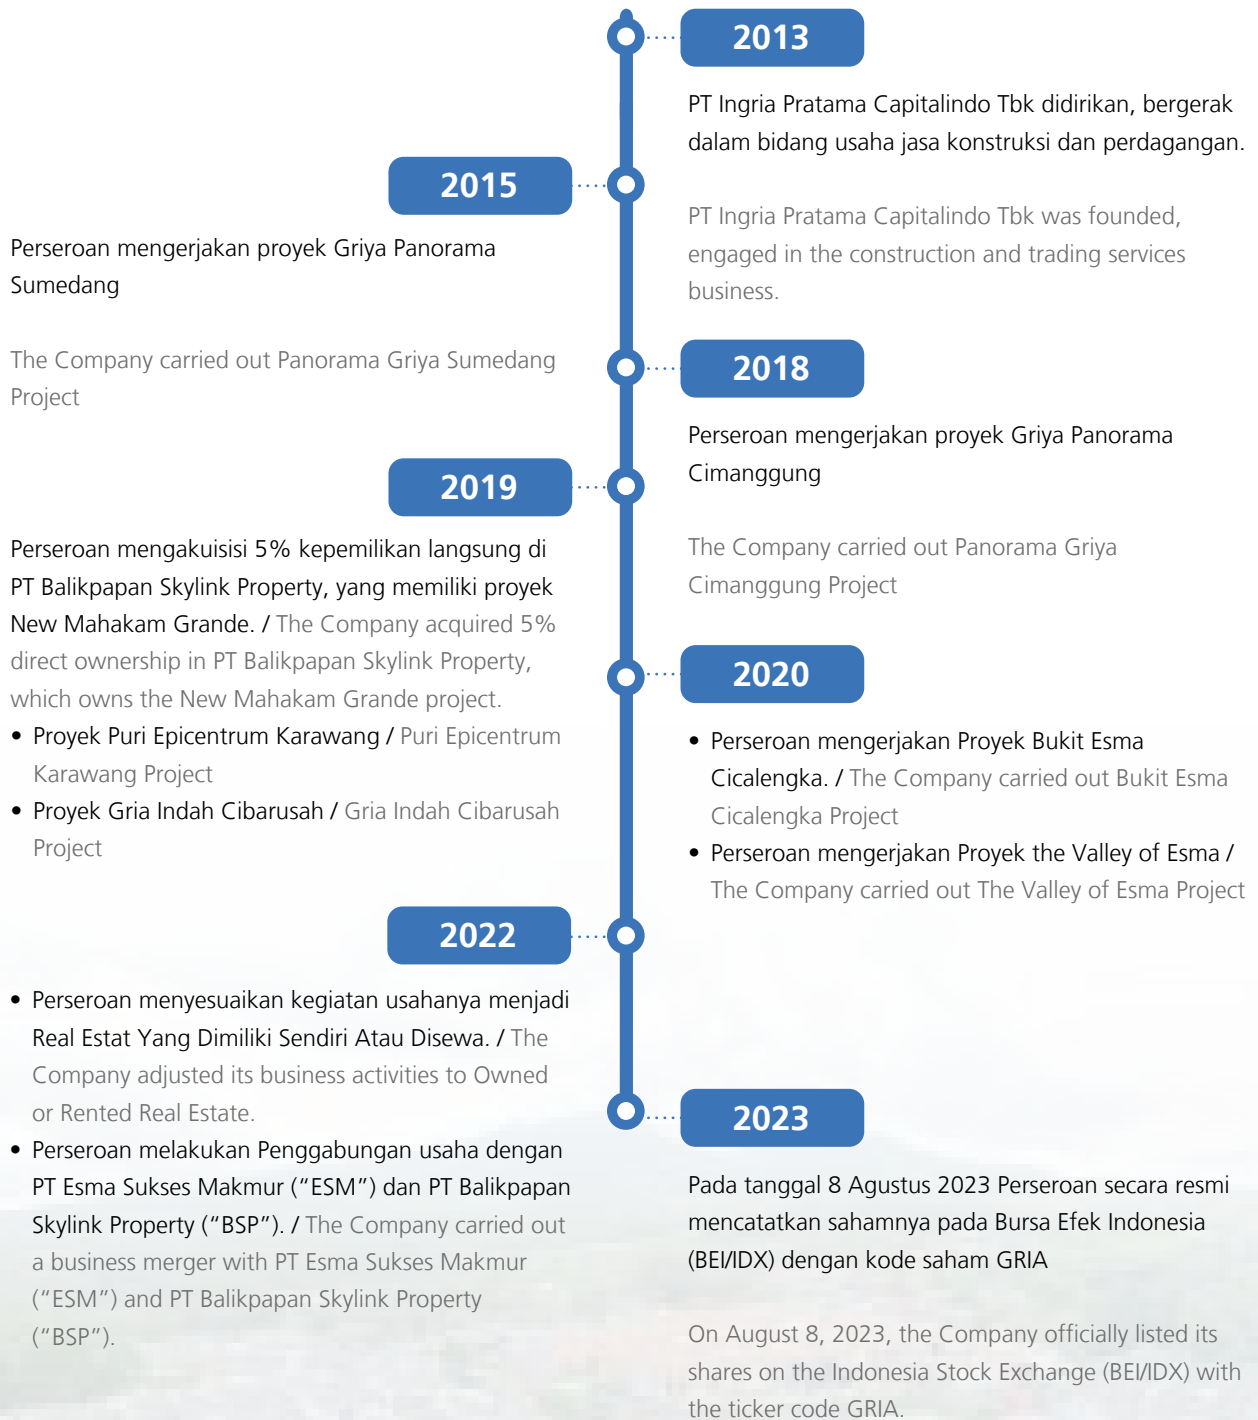 2013
PT Ingria Pratama Capitalindo Tbk didirikan, bergerak
dalam bidang usaha jasa konstruksi dan perdagangan.
PT Ingria Pratama Capitalindo Tbk was founded,
engaged in the construction and trading services
business.
2015
Perseroan mengerjakan proyek Griya Panorama
Sumedang
The Company carried out Panorama Griya Sumedang
Project
2018
Perseroan mengerjakan proyek Griya Panorama
Cimanggung
The Company carried out Panorama Griya
Cimanggung Project
2019
Perseroan mengakuisisi 5% kepemilikan langsung di
PT Balikpapan Skylink Property, yang memiliki proyek
New Mahakam Grande. / The Company acquired 5%
direct ownership in PT Balikpapan Skylink Property,
which owns the New Mahakam Grande project.
• Proyek Puri Epicentrum Karawang / Puri Epicentrum
Karawang Project
• Proyek Gria Indah Cibarusah / Gria Indah Cibarusah
Project
2020
• Perseroan mengerjakan Proyek Bukit Esma
Cicalengka. / The Company carried out Bukit Esma
Cicalengka Project
• Perseroan mengerjakan Proyek the Valley of Esma /
The Company carried out The Valley of Esma Project
2022
• Perseroan menyesuaikan kegiatan usahanya menjadi
Real Estat Yang Dimiliki Sendiri Atau Disewa. / The
Company adjusted its business activities to Owned
or Rented Real Estate.
• Perseroan melakukan Penggabungan usaha dengan
PT Esma Sukses Makmur (“ESM”) dan PT Balikpapan
Skylink Property (“BSP”). / The Company carried out
a business merger with PT Esma Sukses Makmur
(“ESM”) and PT Balikpapan Skylink Property
(“BSP”).
2023
Pada tanggal 8 Agustus 2023 Perseroan secara resmi
mencatatkan sahamnya pada Bursa Efek Indonesia
(BEI/IDX) dengan kode saham GRIA
On August 8, 2023, the Company officially listed its
shares on the Indonesia Stock Exchange (BEI/IDX) with
the ticker code GRIA.